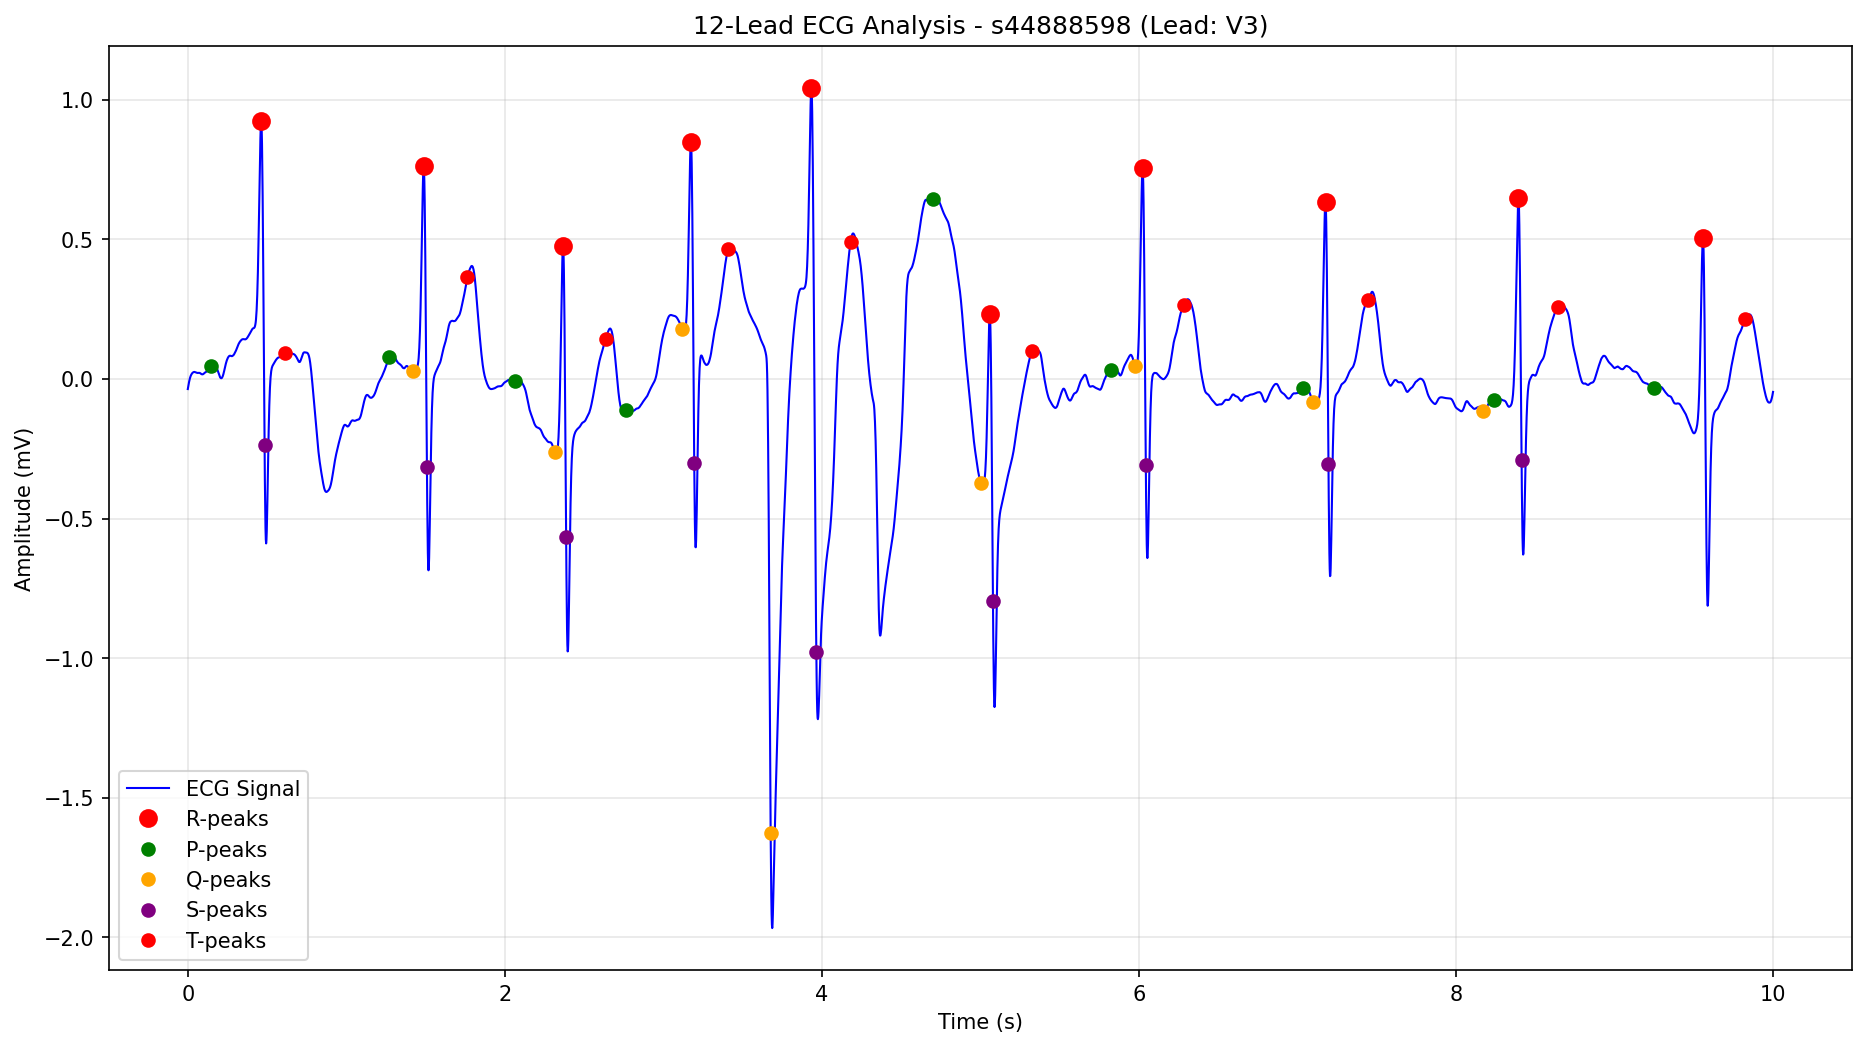 12-Lead ECG Analysis - s44888598 (Lead: V3)
Amplitude (mV)
1.0
0.5
0.0
−0.5
−1.0
−1.5
−2.0
ECG Signal
R-peaks
P-peaks
Q-peaks
S-peaks
T-peaks
0 2 4 6 8 10
Time (s)